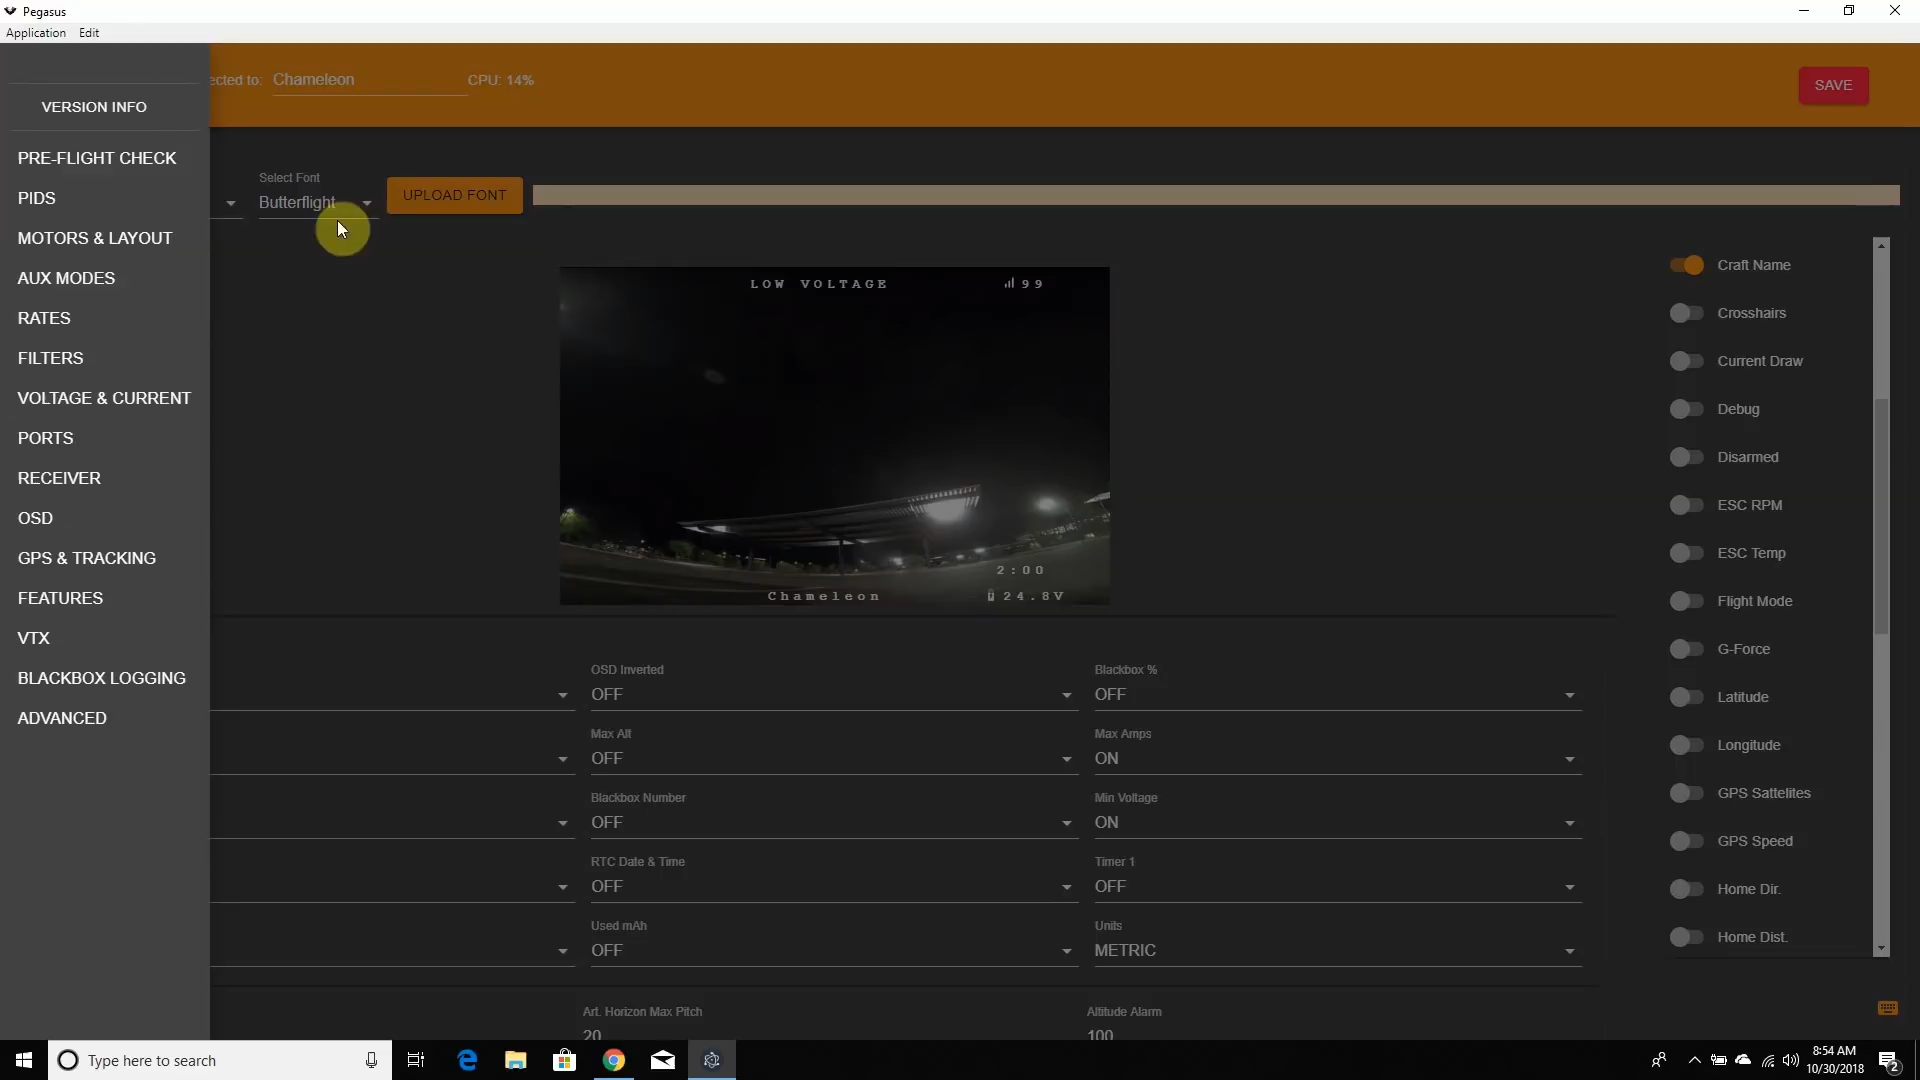 Pegasus
Application Edit
ected to: Chameleon CPU: 14%
SAVE
VERSION INFO
PRE-FLIGHT CHECK
PIDS
MOTORS & LAYOUT
AUX MODES
RATES
FILTERS
VOLTAGE & CURRENT
PORTS
RECEIVER
OSD
GPS & TRACKING
FEATURES
VTX
BLACKBOX LOGGING
ADVANCED
Select Font
Butterflight
UPLOAD FONT
LOW VOLTAGE 99
2:00
Chameleon 24.8V
Craft Name
Crosshairs
Current Draw
Debug
Disarmed
ESC RPM
ESC Temp
Flight Mode
G-Force
Latitude
Longitude
GPS Sattelites
GPS Speed
Home Dir.
Home Dist.
OSD Inverted
OFF
Blackbox %
OFF
Max Alt
OFF
Max Amps
ON
Blackbox Number
OFF
Min Voltage
ON
RTC Date & Time
OFF
Timer 1
OFF
Used mAh
OFF
Units
METRIC
Art. Horizon Max Pitch
20
Altitude Alarm
100
Type here to search
8:54 AM
10/30/2018
2